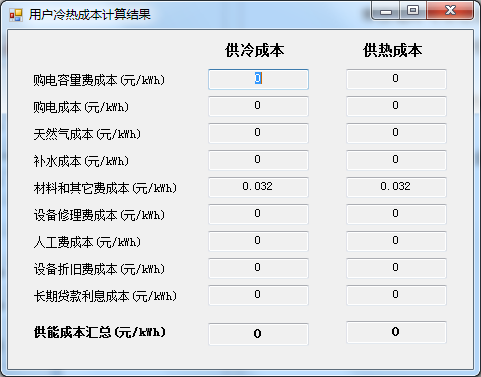 用户冷热成本计算结果
供冷成本 供热成本
购电容量费成本(元/kWh) 0 0
购电成本(元/kWh) 0 0
天然气成本(元/kWh) 0 0
补水成本(元/kWh) 0 0
材料和其它费成本(元/kWh) 0.032 0.032
设备修理费成本(元/kWh) 0 0
人工费成本(元/kWh) 0 0
设备折旧费成本(元/kWh) 0 0
长期贷款利息成本(元/kWh) 0 0
供能成本汇总(元/kWh) 0 0